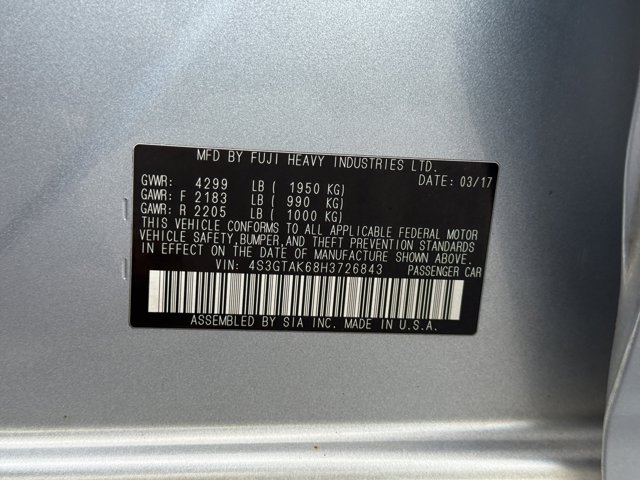 MFD BY FUJI HEAVY INDUSTRIES LTD.
DATE: 03/17
GVWR: 4299 LB ( 1950 KG)
GAWR: F 2183 LB ( 990 KG)
GAWR: R 2205 LB ( 1000 KG)
THIS VEHICLE CONFORMS TO ALL APPLICABLE FEDERAL MOTOR
VEHICLE SAFETY, BUMPER, AND THEFT PREVENTION STANDARDS
IN EFFECT ON THE DATE OF MANUFACTURE SHOWN ABOVE.
VIN: 4S3GTAK68H3726843 PASSENGER CAR
ASSEMBLED BY SIA INC. MADE IN U.S.A.